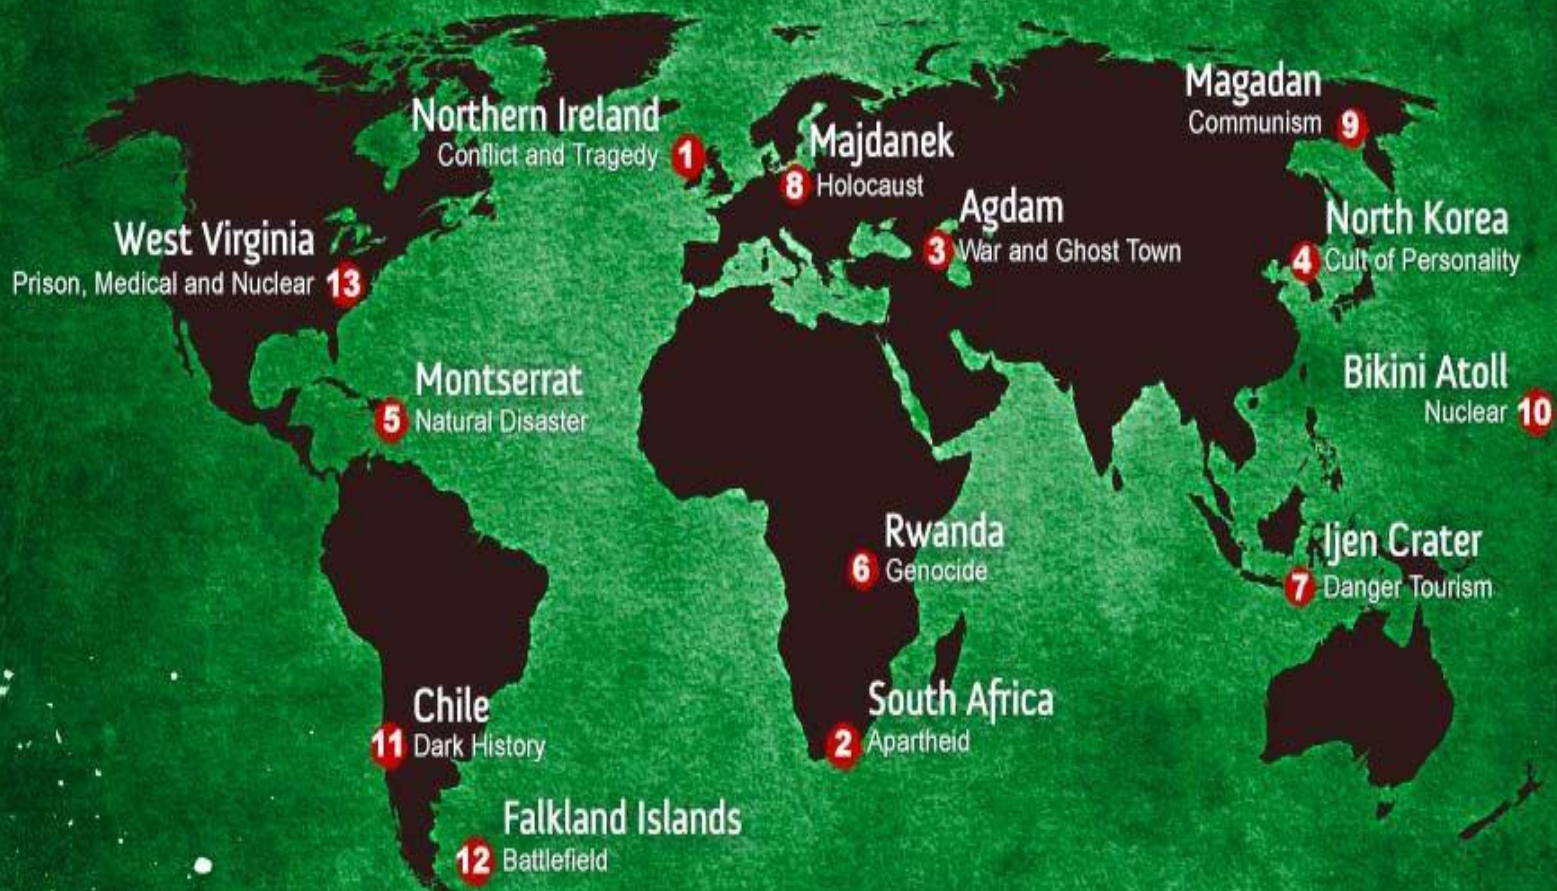 Magadan
Communism 9
Northern Ireland
Conflict and Tragedy 1
Majdanek
8 Holocaust
Agdam
3 War and Ghost Town
North Korea
4 Cult of Personality
West Virginia
Prison, Medical and Nuclear 13
Montserrat
5 Natural Disaster
Bikini Atoll
Nuclear 10
Rwanda
6 Genocide
Ijen Crater
7 Danger Tourism
South Africa
2 Apartheid
Chile
11 Dark History
Falkland Islands
12 Battlefield